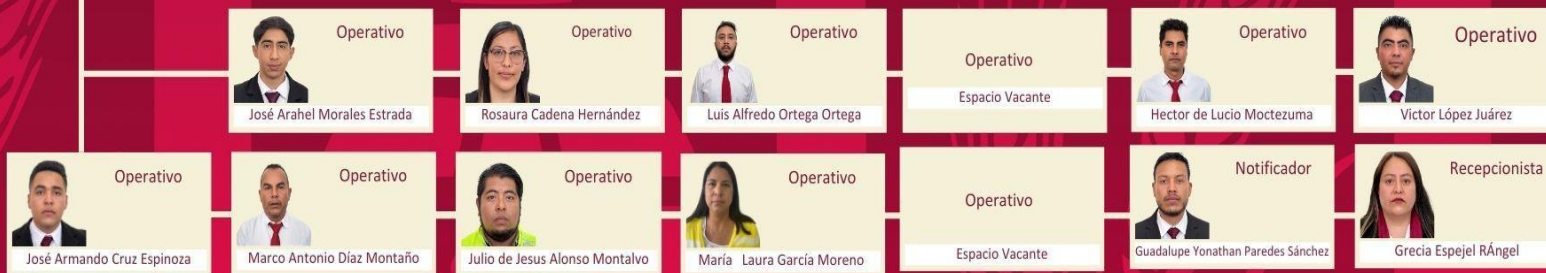 Operativo
José Arahel Morales Estrada
Operativo
Rosaura Cadena Hernández
Operativo
Luis Alfredo Ortega Ortega
Operativo
Espacio Vacante
Operativo
Hector de Lucio Moctezuma
Operativo
Victor López Juárez
Operativo
José Armando Cruz Espinoza
Operativo
Marco Antonio Díaz Montaño
Operativo
Julio de Jesus Alonso Montalvo
Operativo
María Laura García Moreno
Operativo
Espacio Vacante
Notificador
Guadalupe Yonathan Paredes Sánchez
Recepcionista
Grecia Espejel RÁngel